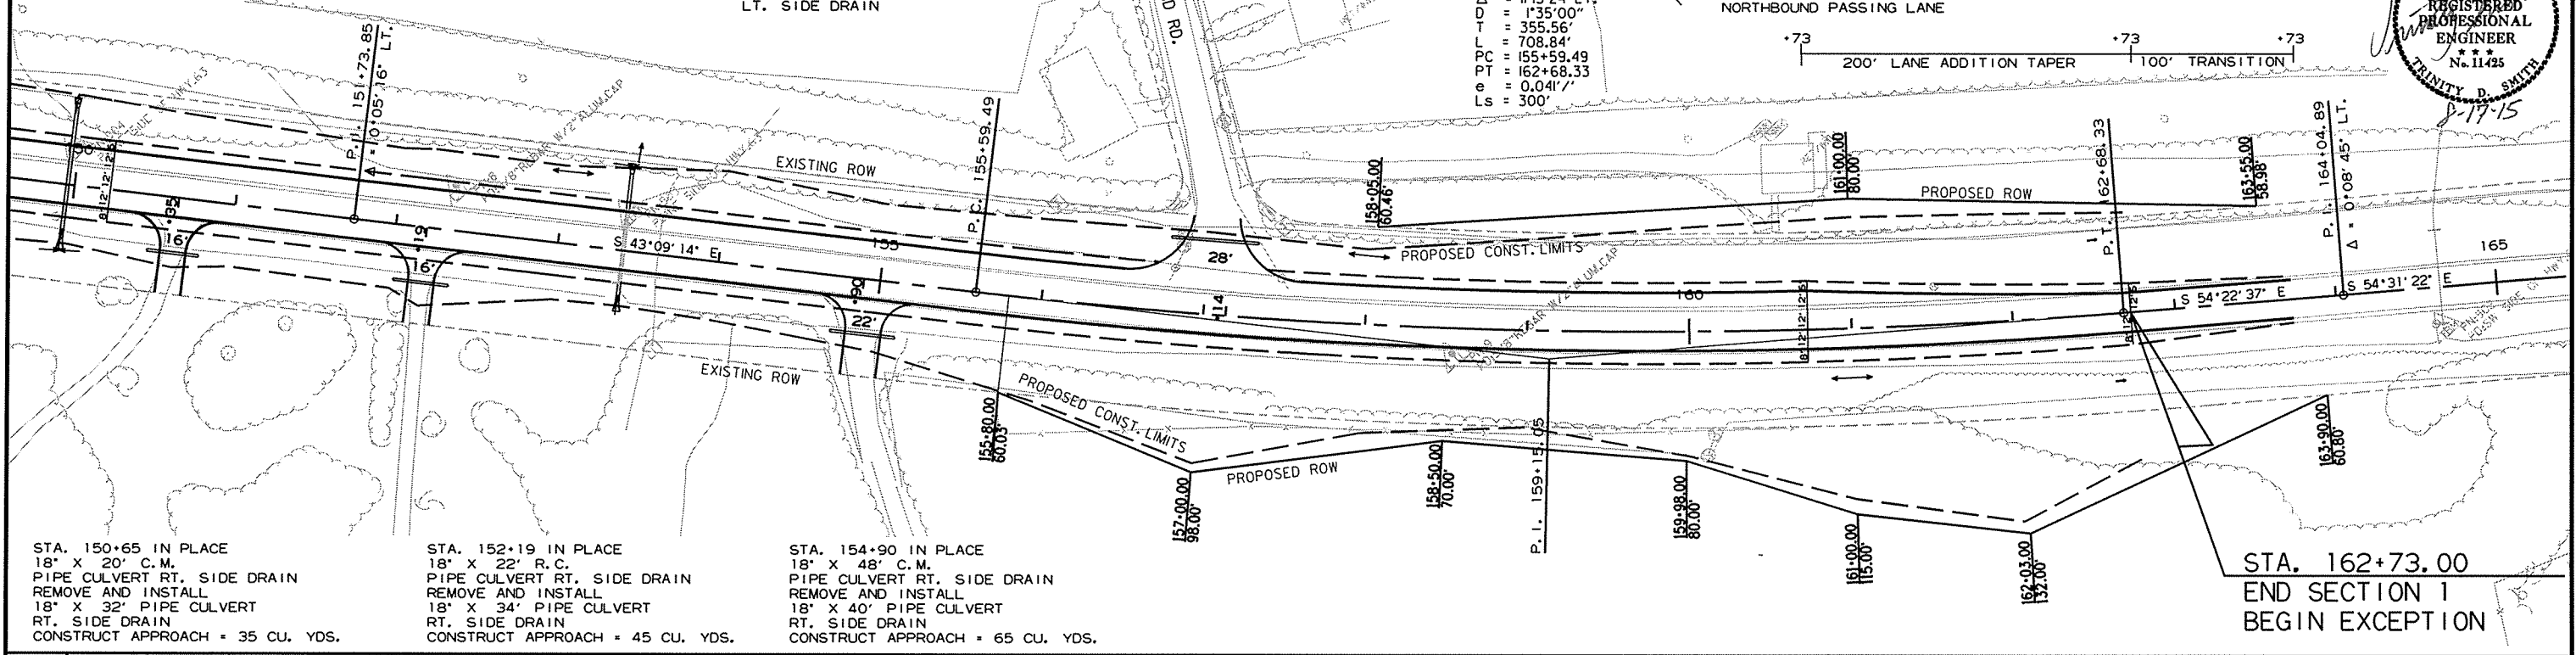 LT. SIDE DRAIN
D RD.
D = 1°35'00"
T = 355.56'
L = 708.84'
PC = 155+59.49
PT = 162+68.33
e = 0.041'/'
Ls = 300'
NORTHBOUND PASSING LANE
+73
+73
+73
200' LANE ADDITION TAPER
100' TRANSITION
REGISTERED
PROFESSIONAL
ENGINEER
★ ★ ★
No. 11425
TRINITY D. SMITH
8-17-15
P. I. 151+73.85
Δ = 10°05'16" LT.
EXISTING ROW
P. C. 155+59.49
158+05.00
60.46'
161+00.00
80.00'
PROPOSED ROW
P. T. 162+68.33
163+55.00
58.98'
P. I. 164+04.89
Δ = 0°08'45" LT.
+35
16'
+19
16'
S 43°09'14" E
155
+90
22'
28'
+14
PROPOSED CONST. LIMITS
160
8' 12' 12' 6'
S 54°22'37" E
S 54°31'22" E
165
EXISTING ROW
PROPOSED CONST. LIMITS
155+80.00
60.03'
PROPOSED ROW
157+00.00
98.00'
158+50.00
70.00'
P. I. 159+15.05
159+98.00
80.00'
161+00.00
115.00'
162+03.00
132.00'
163+90.00
60.80'
STA. 150+65 IN PLACE
18" X 20' C.M.
PIPE CULVERT RT. SIDE DRAIN
REMOVE AND INSTALL
18" X 32' PIPE CULVERT
RT. SIDE DRAIN
CONSTRUCT APPROACH = 35 CU. YDS.
STA. 152+19 IN PLACE
18" X 22' R.C.
PIPE CULVERT RT. SIDE DRAIN
REMOVE AND INSTALL
18" X 34' PIPE CULVERT
RT. SIDE DRAIN
CONSTRUCT APPROACH = 45 CU. YDS.
STA. 154+90 IN PLACE
18" X 48' C.M.
PIPE CULVERT RT. SIDE DRAIN
REMOVE AND INSTALL
18" X 40' PIPE CULVERT
RT. SIDE DRAIN
CONSTRUCT APPROACH = 65 CU. YDS.
STA. 162+73.00
END SECTION 1
BEGIN EXCEPTION